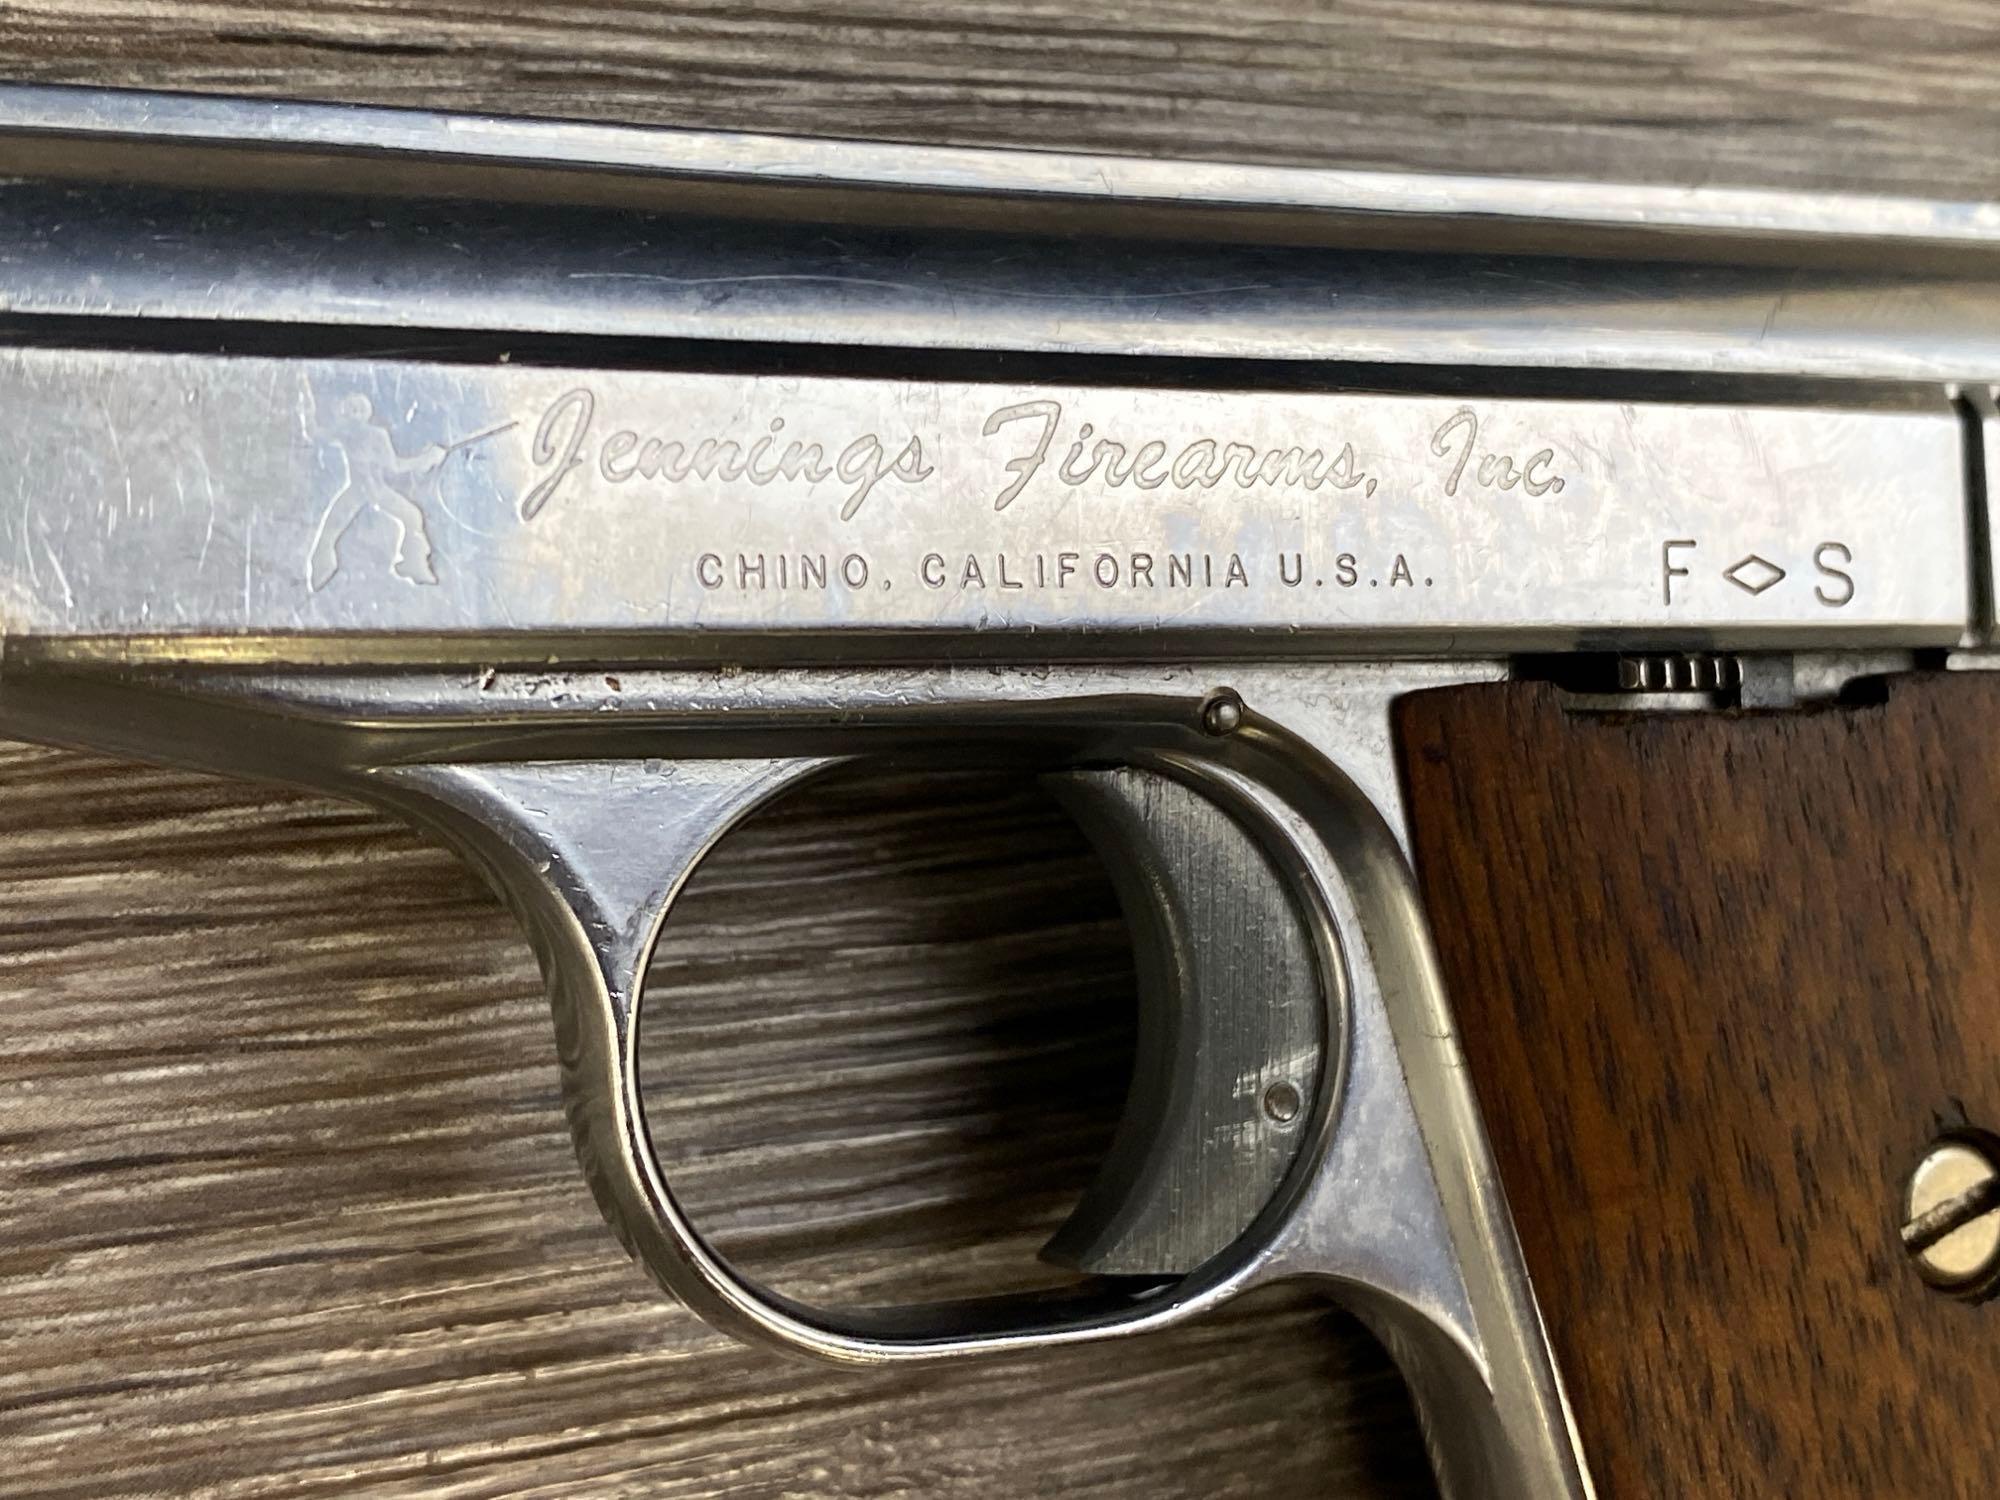 Jennings Firearms, Inc.
CHINO, CALIFORNIA U.S.A.
F S